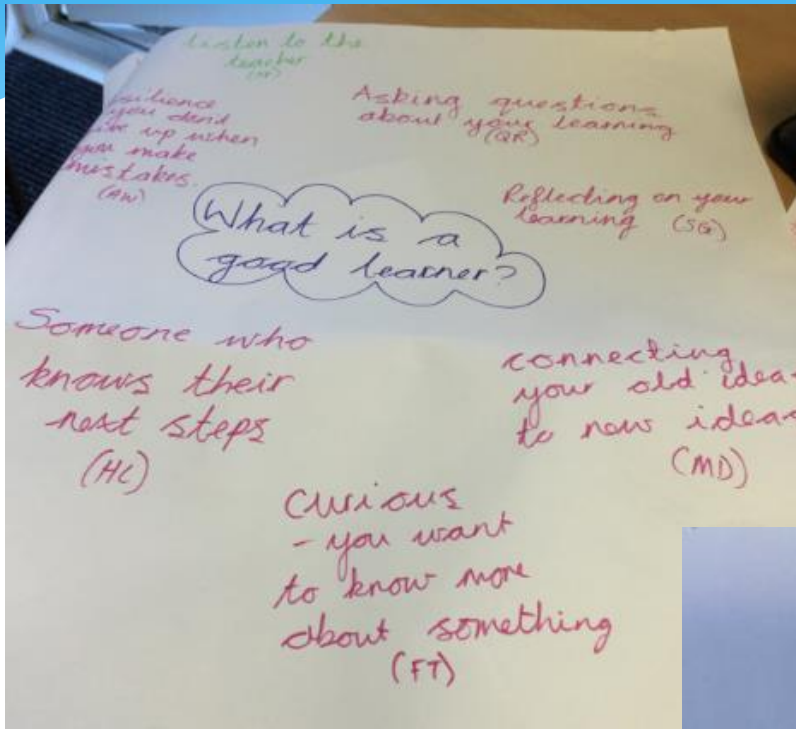 Listen to the
teacher
Asking questions
about your learning
(QR)
you don't
up when
you make
mistakes.
(AW)
Reflecting on your
learning (SG)
What is a
good learner?
Someone who
knows their
next steps
(HL)
connecting
your old idea
to new idea
(MD)
curious
- you want
to know more
about something
(FT)